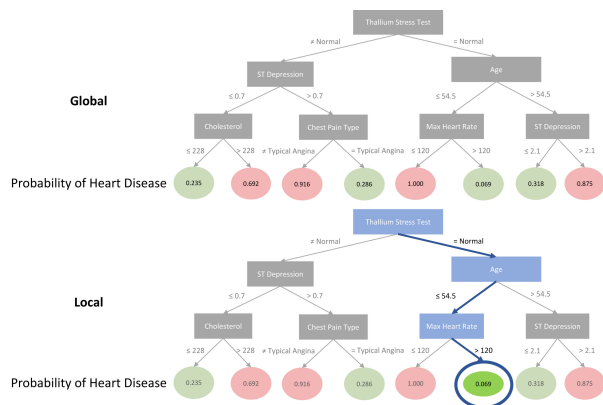 Thallium Stress Test
≠ Normal = Normal
ST Depression Age
Global
≤ 0.7 > 0.7 ≤ 54.5 > 54.5
Cholesterol Chest Pain Type Max Heart Rate ST Depression
≤ 228 > 228 ≠ Typical Angina = Typical Angina ≤ 120 > 120 ≤ 2.1 > 2.1
Probability of Heart Disease 0.235 0.692 0.916 0.286 1.000 0.069 0.318 0.875
Thallium Stress Test
≠ Normal = Normal
ST Depression Age
Local
≤ 0.7 > 0.7 ≤ 54.5 > 54.5
Cholesterol Chest Pain Type Max Heart Rate ST Depression
≤ 228 > 228 ≠ Typical Angina = Typical Angina ≤ 120 > 120 ≤ 2.1 > 2.1
Probability of Heart Disease 0.235 0.692 0.916 0.286 1.000 0.069 0.318 0.875